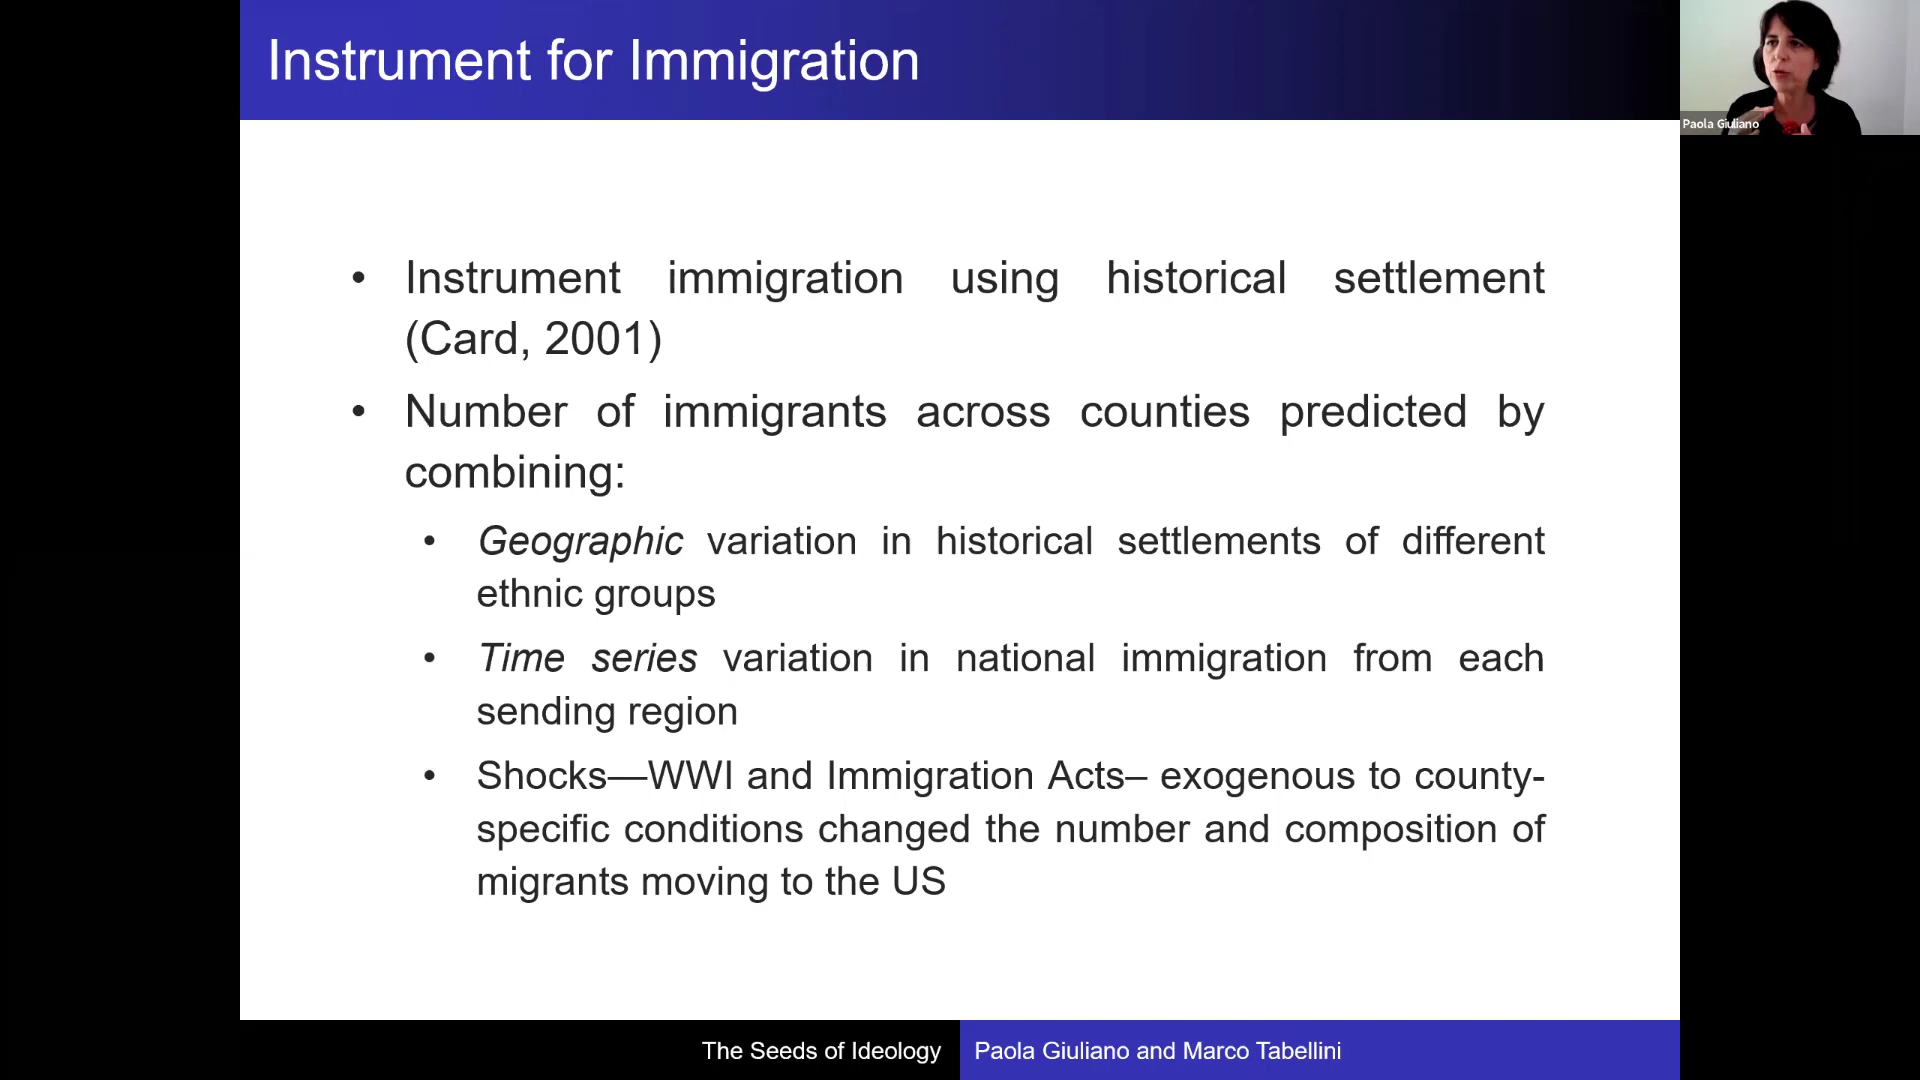 Instrument for Immigration
Paola Giuliano
• Instrument immigration using historical settlement
(Card, 2001)
• Number of immigrants across counties predicted by
combining:
• Geographic variation in historical settlements of different
ethnic groups
• Time series variation in national immigration from each
sending region
• Shocks—WWI and Immigration Acts– exogenous to county-
specific conditions changed the number and composition of
migrants moving to the US
The Seeds of Ideology
Paola Giuliano and Marco Tabellini